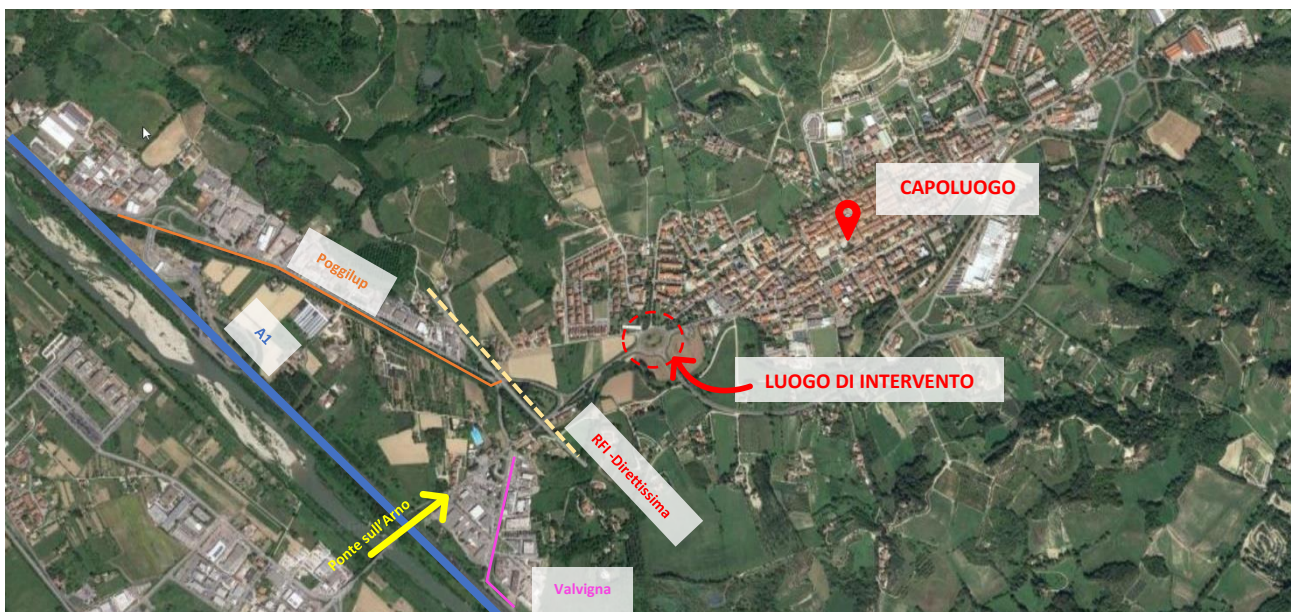 CAPOLUOGO
Poggilup
A1
LUOGO DI INTERVENTO
RFI -Direttissima
Ponte sull'Arno
Valvigna